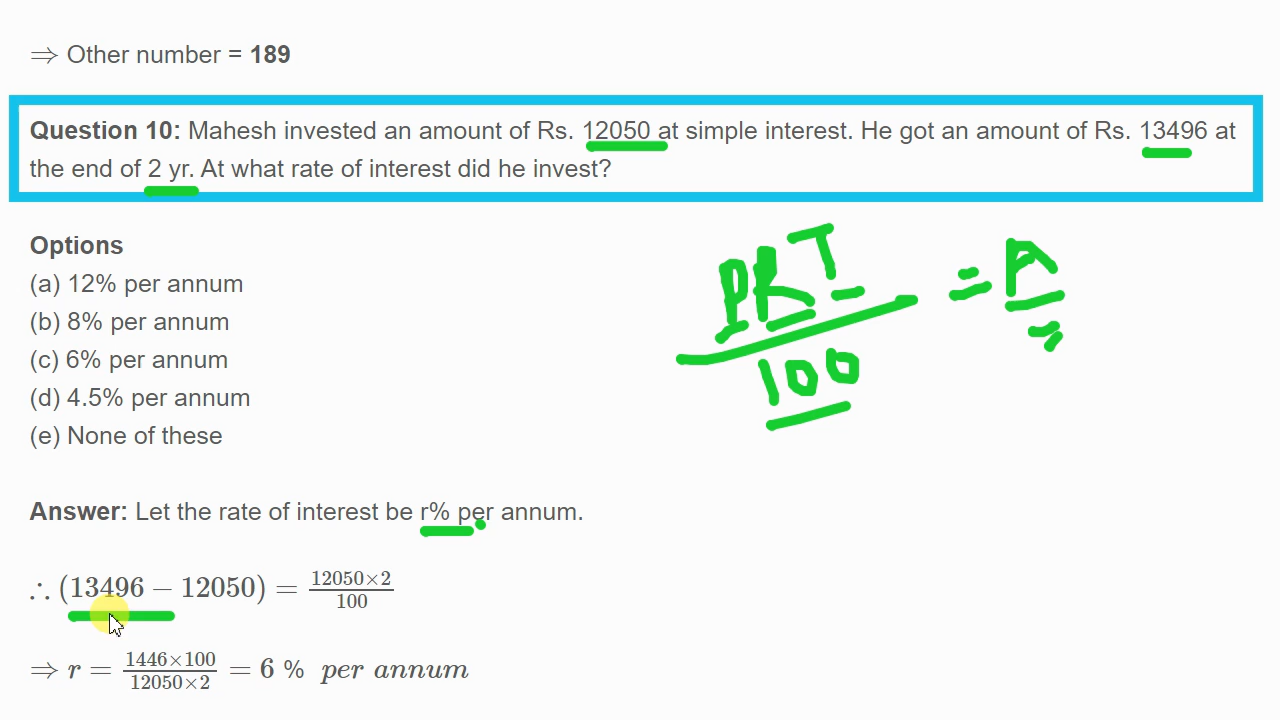 ⇒ Other number = 189
Question 10: Mahesh invested an amount of Rs. 12050 at simple interest. He got an amount of Rs. 13496 at
the end of 2 yr. At what rate of interest did he invest?
Options
(a) 12% per annum
(b) 8% per annum
(c) 6% per annum
(d) 4.5% per annum
(e) None of these
PRT/100 = A
Answer: Let the rate of interest be r% per annum.
∴ (13496 − 12050) = 12050×2/100
⇒ r = 1446×100/12050×2 = 6 % per annum